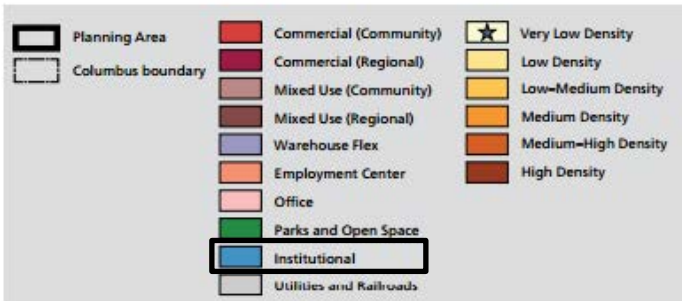 Planning Area
Columbus boundary
Commercial (Community)
Commercial (Regional)
Mixed Use (Community)
Mixed Use (Regional)
Warehouse Flex
Employment Center
Office
Parks and Open Space
Institutional
Utilities and Railroads
Very Low Density
Low Density
Low-Medium Density
Medium Density
Medium-High Density
High Density